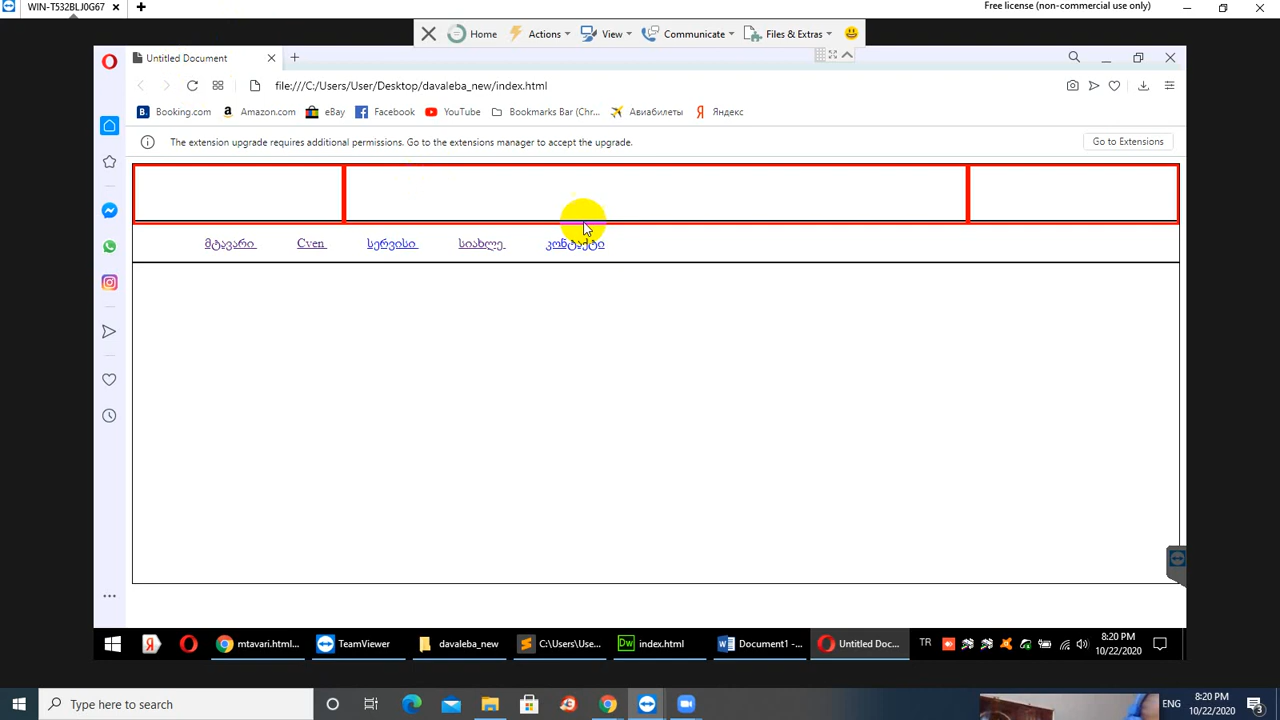 WIN-T532BLJ0G67
Free license (non-commercial use only)
Home Actions View Communicate Files & Extras
Untitled Document
file:///C:/Users/User/Desktop/davaleba_new/index.html
B. Booking.com a Amazon.com eBay Facebook YouTube Bookmarks Bar (Chr... Авиабилеты Я Яндекс
The extension upgrade requires additional permissions. Go to the extensions manager to accept the upgrade.
Go to Extensions
მტავარი Cven სერვისი სიახლე კონტაქტი
mtavari.html... TeamViewer davaleba_new C:\Users\Use... Dw index.html Document1 -... Untitled Doc... TR 8:20 PM
10/22/2020
Type here to search
ENG 8:20 PM
10/22/2020 3